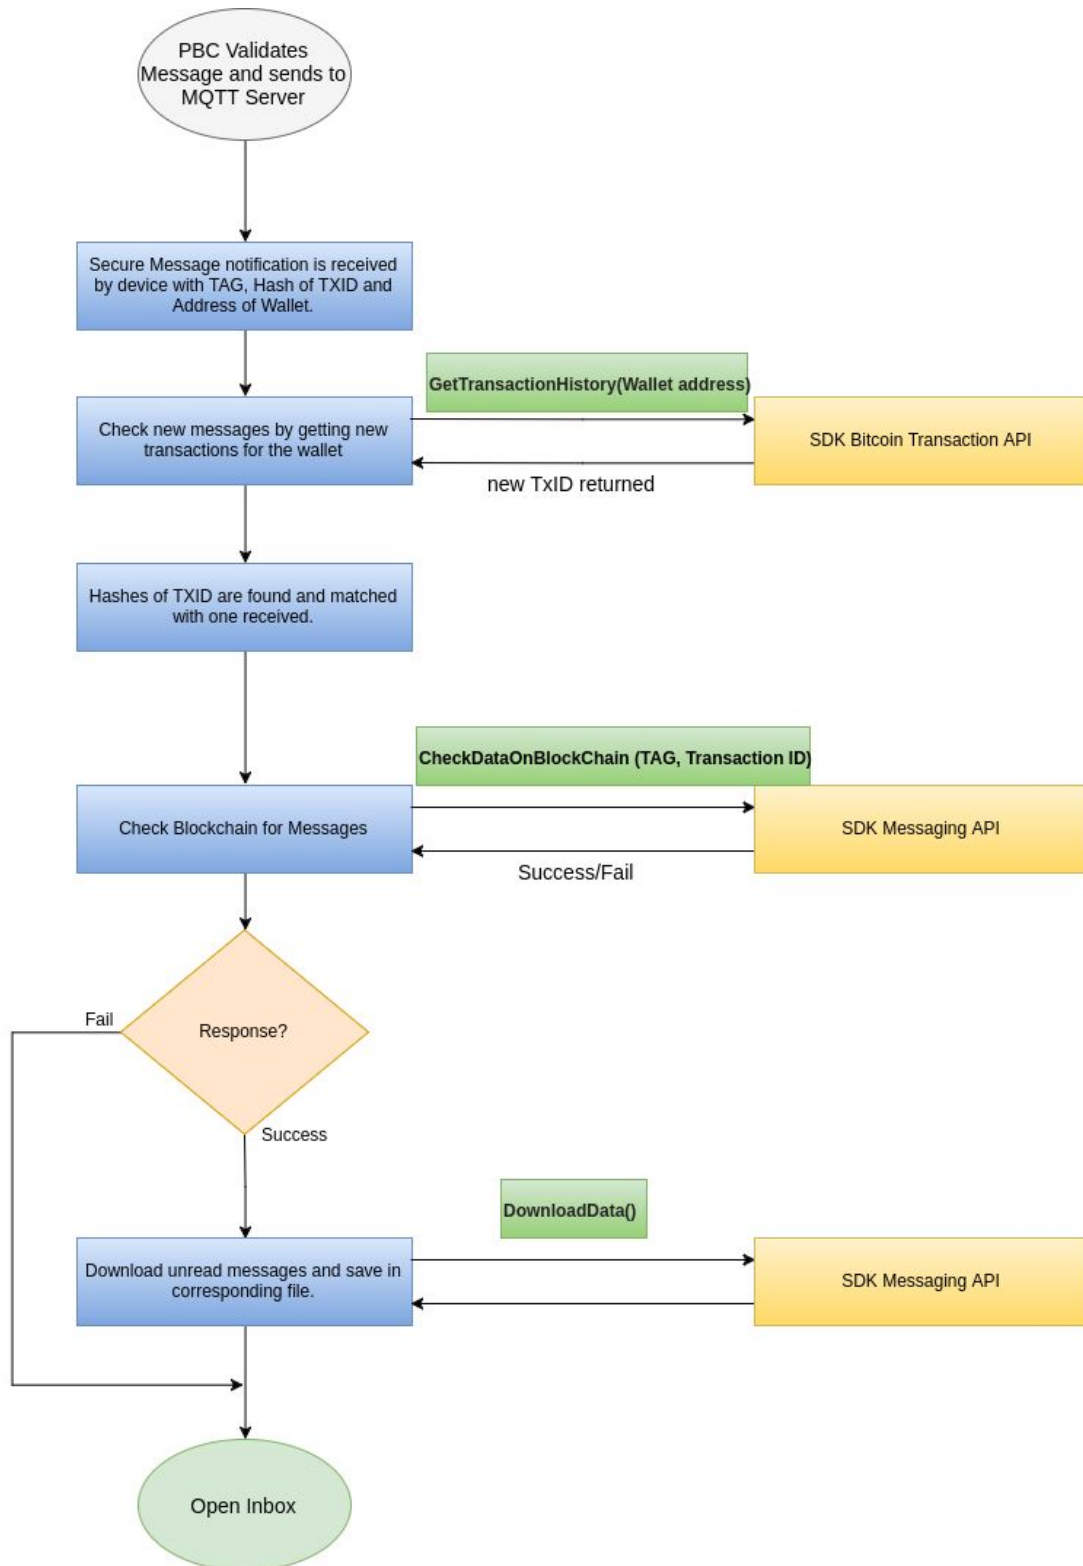 PBC Validates
Message and sends to
MQTT Server
Secure Message notification is received
by device with TAG, Hash of TXID and
Address of Wallet.
GetTransactionHistory(Wallet address)
Check new messages by getting new
transactions for the wallet
SDK Bitcoin Transaction API
new TxID returned
Hashes of TXID are found and matched
with one received.
CheckDataOnBlockChain (TAG, Transaction ID)
Check Blockchain for Messages
SDK Messaging API
Success/Fail
Fail
Response?
Success
DownloadData()
Download unread messages and save in
corresponding file.
SDK Messaging API
Open Inbox